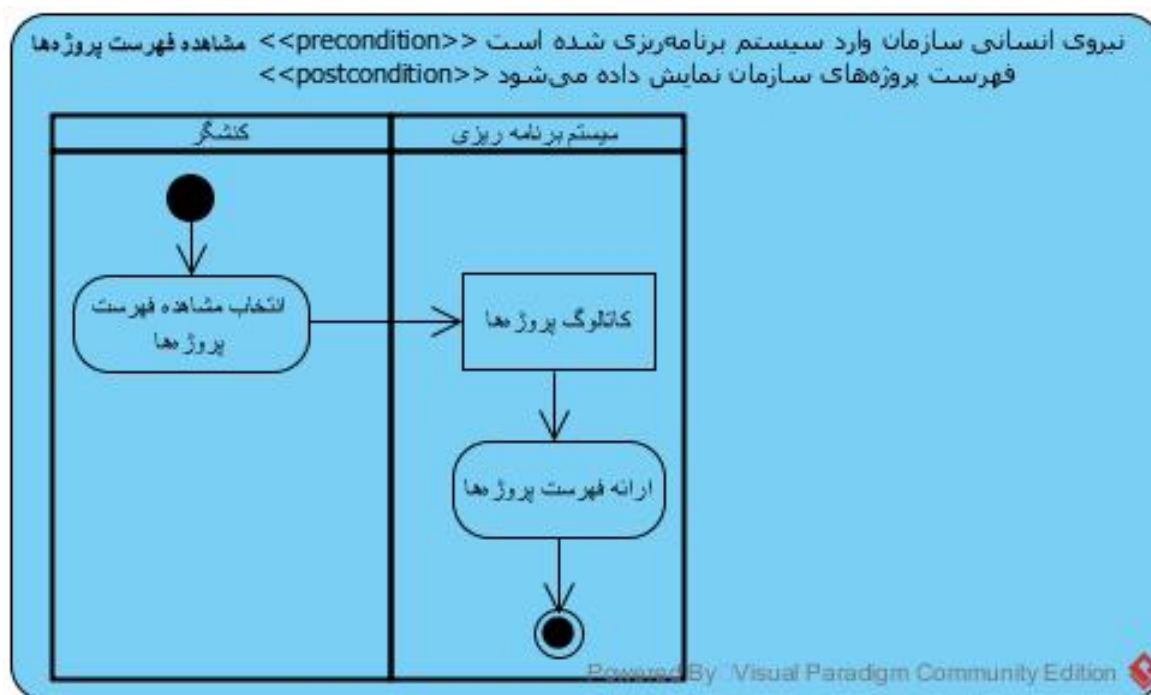 مشاهده فهرست پروژه‌ها <<precondition>> نیروی انسانی سازمان وارد سیستم برنامه‌ریزی شده است
<<postcondition>> فهرست پروژه‌های سازمان نمایش داده می‌شود
کنشگر
سیستم برنامه ریزی
انتخاب مشاهده فهرست
پروژه‌ها
کاتالوگ پروژه‌ها
ارائه فهرست پروژه‌ها
Powered By Visual Paradigm Community Edition